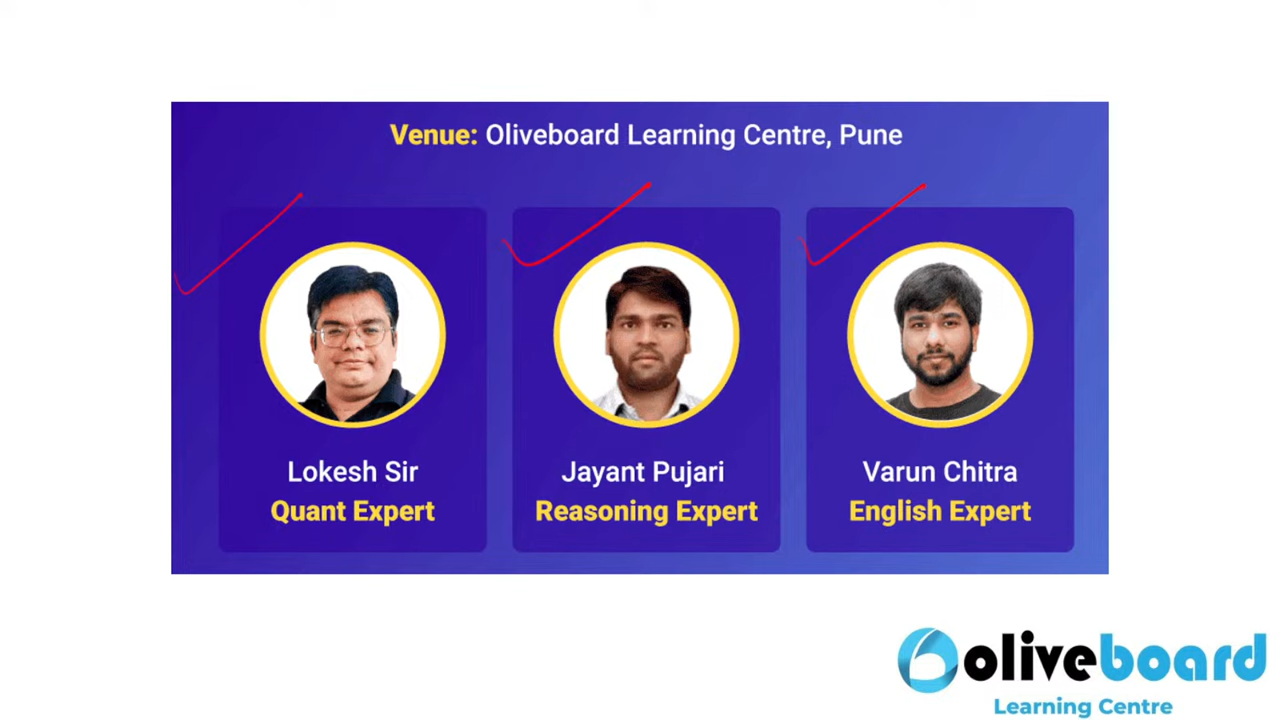 Venue: Oliveboard Learning Centre, Pune
Lokesh Sir
Quant Expert
Jayant Pujari
Reasoning Expert
Varun Chitra
English Expert
oliveboard
Learning Centre